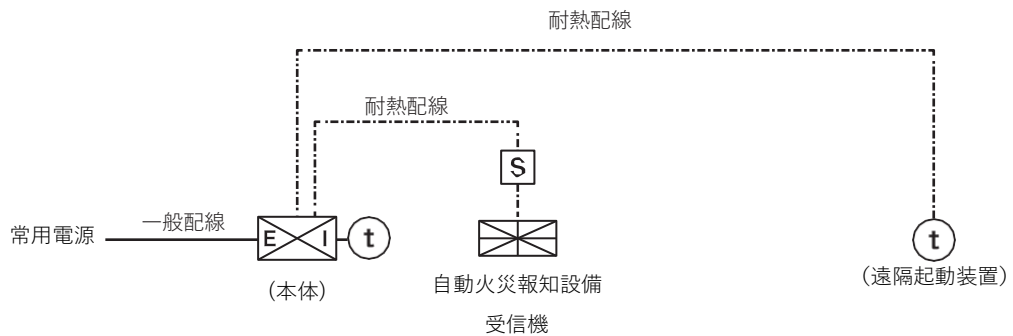 耐熱配線
耐熱配線
S
一般配線
常用電源
E I
t
t
(本体)
自動火災報知設備
受信機
(遠隔起動装置)